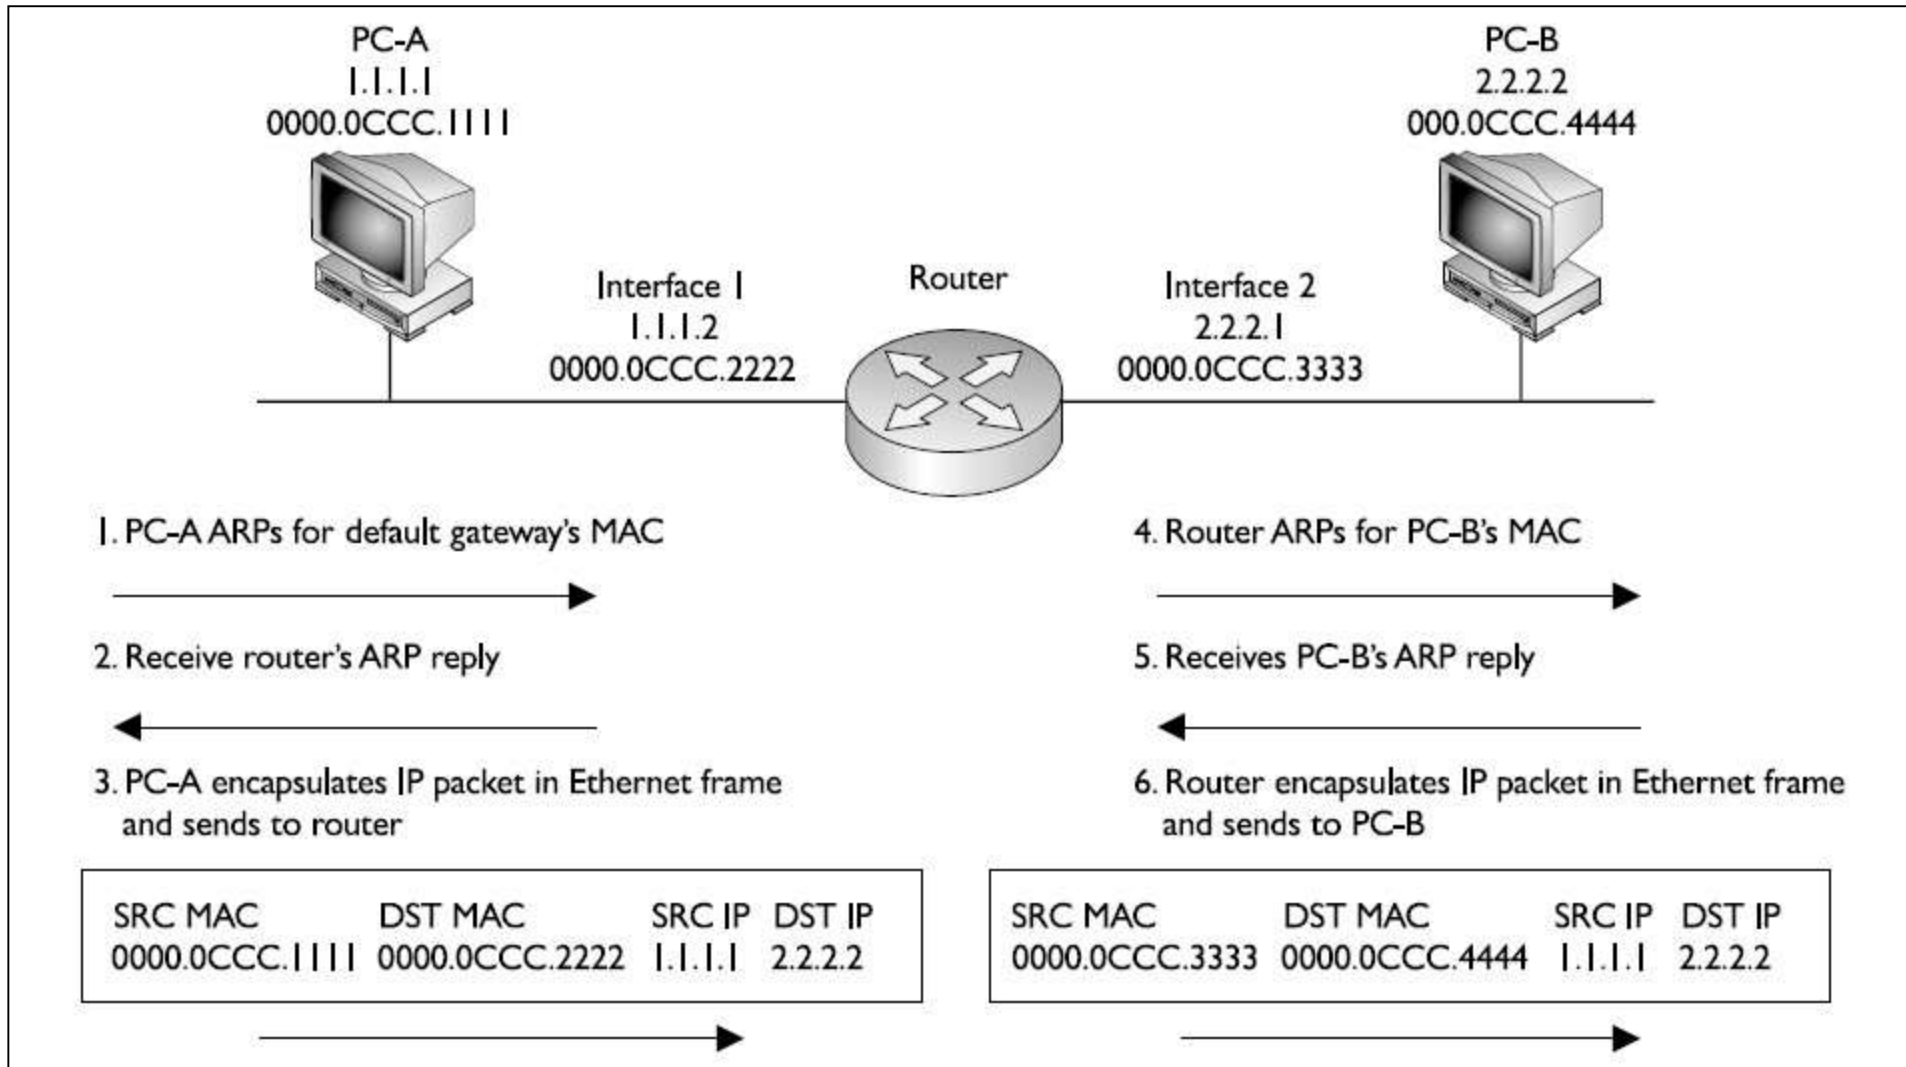 PC-A
1.1.1.1
0000.0CCC.1111
PC-B
2.2.2.2
000.0CCC.4444
Interface 1
1.1.1.2
0000.0CCC.2222
Router
Interface 2
2.2.2.1
0000.0CCC.3333
1. PC-A ARPs for default gateway's MAC
2. Receive router's ARP reply
3. PC-A encapsulates IP packet in Ethernet frame
and sends to router
SRC MAC DST MAC SRC IP DST IP
0000.0CCC.1111 0000.0CCC.2222 1.1.1.1 2.2.2.2
4. Router ARPs for PC-B's MAC
5. Receives PC-B's ARP reply
6. Router encapsulates IP packet in Ethernet frame
and sends to PC-B
SRC MAC DST MAC SRC IP DST IP
0000.0CCC.3333 0000.0CCC.4444 1.1.1.1 2.2.2.2